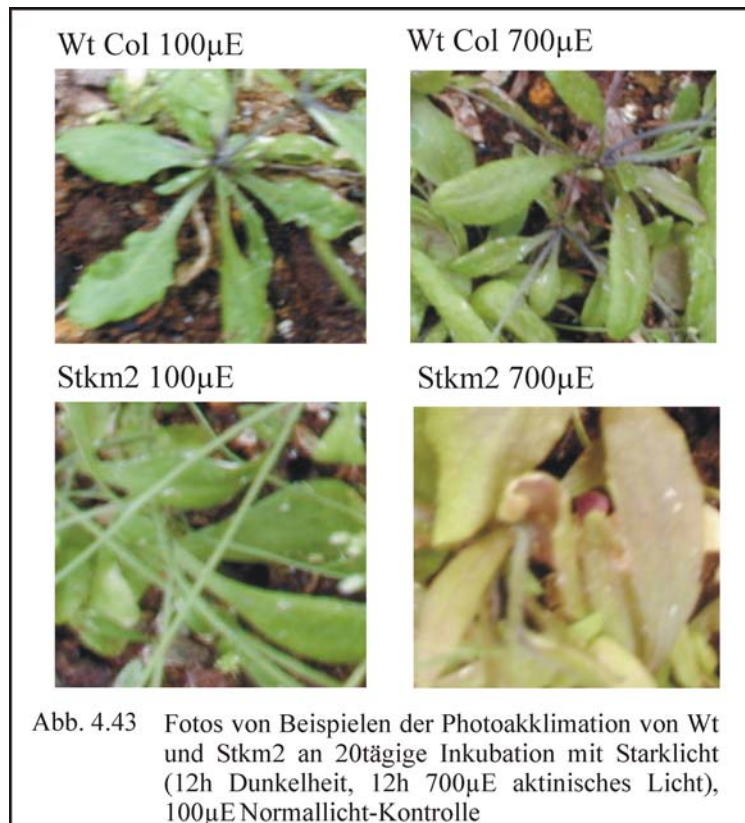 Wt Col 100µE
Wt Col 700µE
Stkm2 100µE
Stkm2 700µE
Abb. 4.43 Fotos von Beispielen der Photoakklimation von Wt
und Stkm2 an 20tägige Inkubation mit Starklicht
(12h Dunkelheit, 12h 700µE aktinisches Licht),
100µE Normallicht-Kontrolle